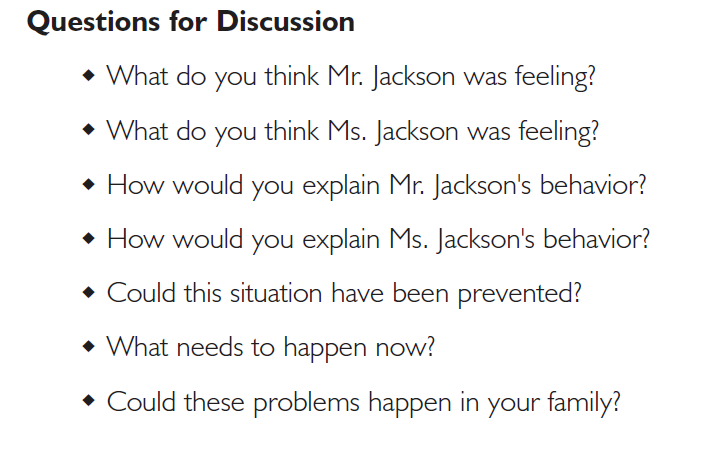 Questions for Discussion
◆ What do you think Mr. Jackson was feeling?
◆ What do you think Ms. Jackson was feeling?
◆ How would you explain Mr. Jackson's behavior?
◆ How would you explain Ms. Jackson's behavior?
◆ Could this situation have been prevented?
◆ What needs to happen now?
◆ Could these problems happen in your family?